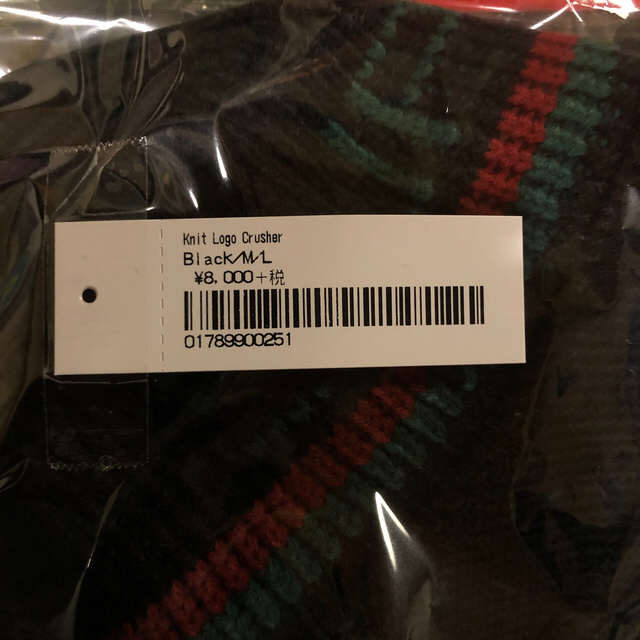 Knit Logo Crusher
Black/M/L
¥8,000+税
01789900251